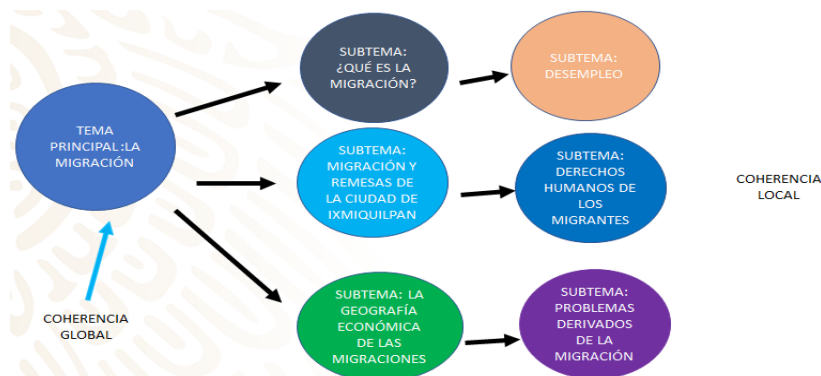 TEMA
PRINCIPAL:LA
MIGRACIÓN
COHERENCIA
GLOBAL
SUBTEMA:
¿QUÉ ES LA
MIGRACIÓN?
SUBTEMA:
DESEMPLEO
SUBTEMA:
MIGRACIÓN Y
REMESAS DE
LA CIUDAD DE
IXMIQUILPAN
SUBTEMA:
DERECHOS
HUMANOS DE
LOS
MIGRANTES
SUBTEMA: LA
GEOGRAFÍA
ECONÓMICA
DE LAS
MIGRACIONES
SUBTEMA:
PROBLEMAS
DERIVADOS
DE LA
MIGRACIÓN
COHERENCIA
LOCAL